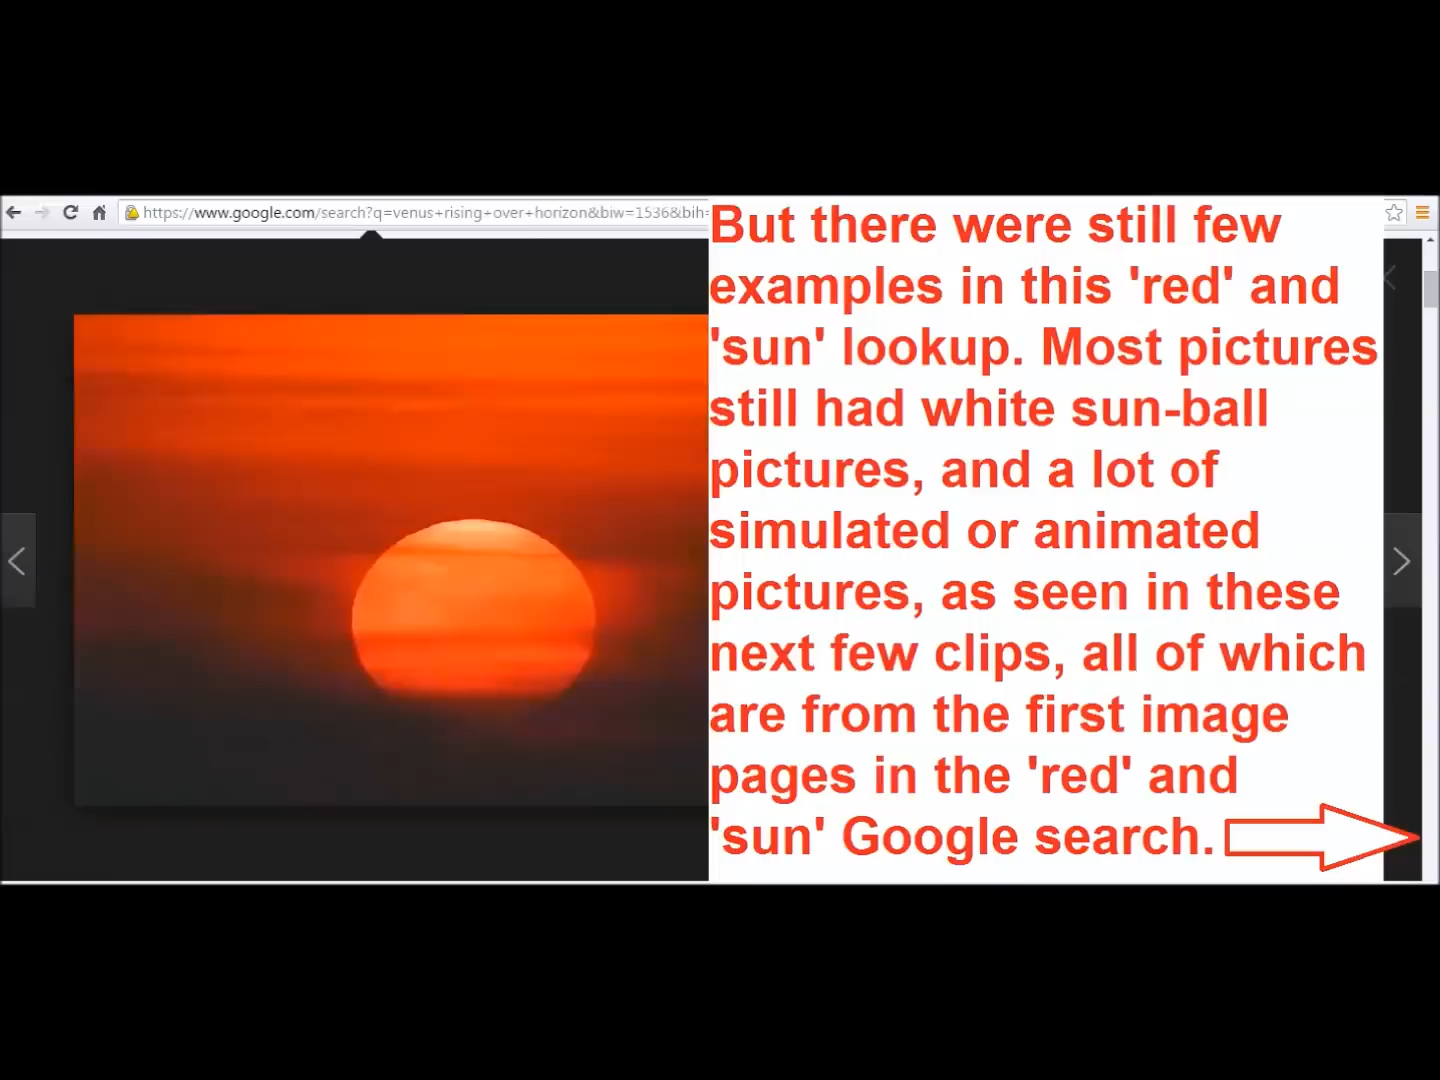 https://www.google.com/search?q=venus+rising+over+horizon&biw=1536&bih=
But there were still few
examples in this 'red' and
'sun' lookup. Most pictures
still had white sun-ball
pictures, and a lot of
simulated or animated
pictures, as seen in these
next few clips, all of which
are from the first image
pages in the 'red' and
'sun' Google search.